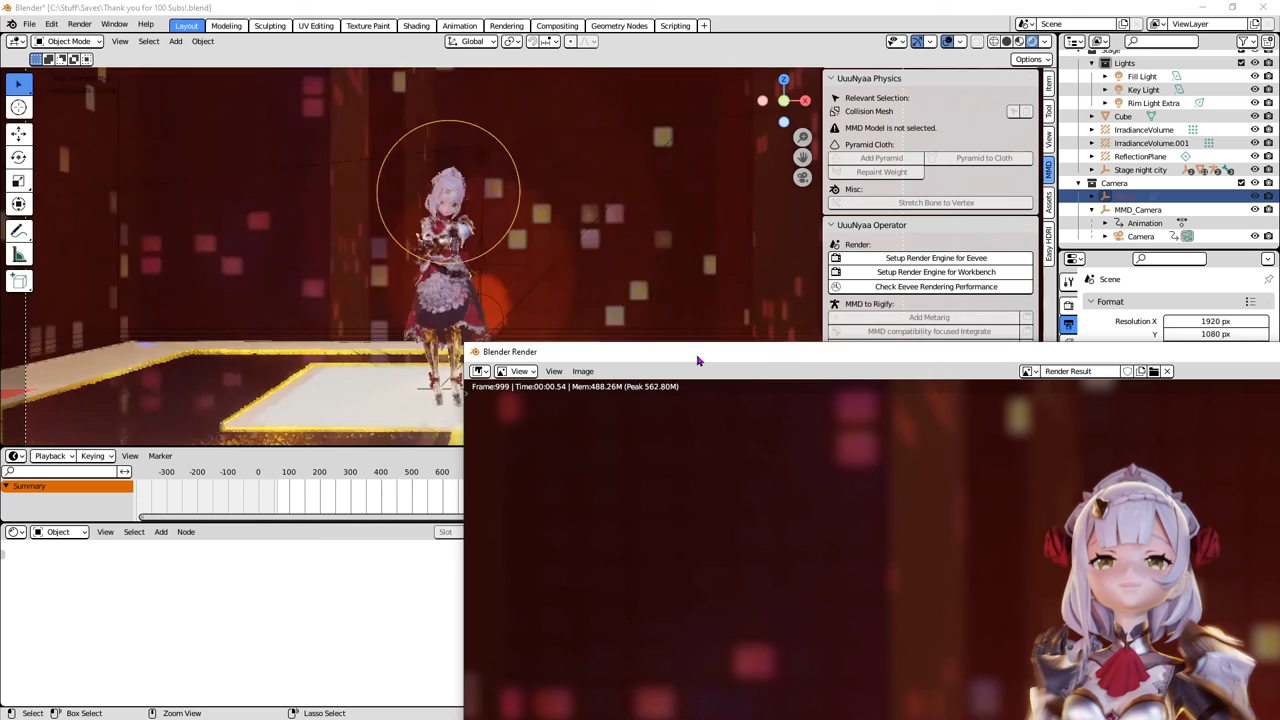 Blender* [C:\Stuff\Saves\Thank you for 100 Subs!.blend]
File Edit Render Window Help Layout Modeling Sculpting UV Editing Texture Paint Shading Animation Rendering Compositing Geometry Nodes Scripting + Scene ViewLayer
Object Mode View Select Add Object Global
Options
UuuNyaa Physics
Relevant Selection:
Collision Mesh
MMD Model is not selected.
Pyramid Cloth:
Add Pyramid Pyramid to Cloth
Repaint Weight
Misc:
Stretch Bone to Vertex
UuuNyaa Operator
Render:
Setup Render Engine for Eevee
Setup Render Engine for Workbench
Check Eevee Rendering Performance
MMD to Rigify:
Add Metarig
MMD compatibility focused Integrate
Z
X
Item
Tool
View
MMD
Assets
Easy HDRI
Lights
Fill Light
Key Light
Rim Light Extra
Cube
IrradianceVolume
IrradianceVolume.001
ReflectionPlane
Stage night city
Camera
MMD_Camera
Animation
Camera
Scene
Format
Resolution X 1920 px
Y 1080 px
Blender Render
View View Image Render Result
Frame:999 | Time:00:00.54 | Mem:488.26M (Peak 562.80M)
Playback Keying View Marker
-300 -200 -100 0 100 200 300 400 500 600
Summary
Object View Select Add Node Slot
Select Box Select Zoom View Lasso Select